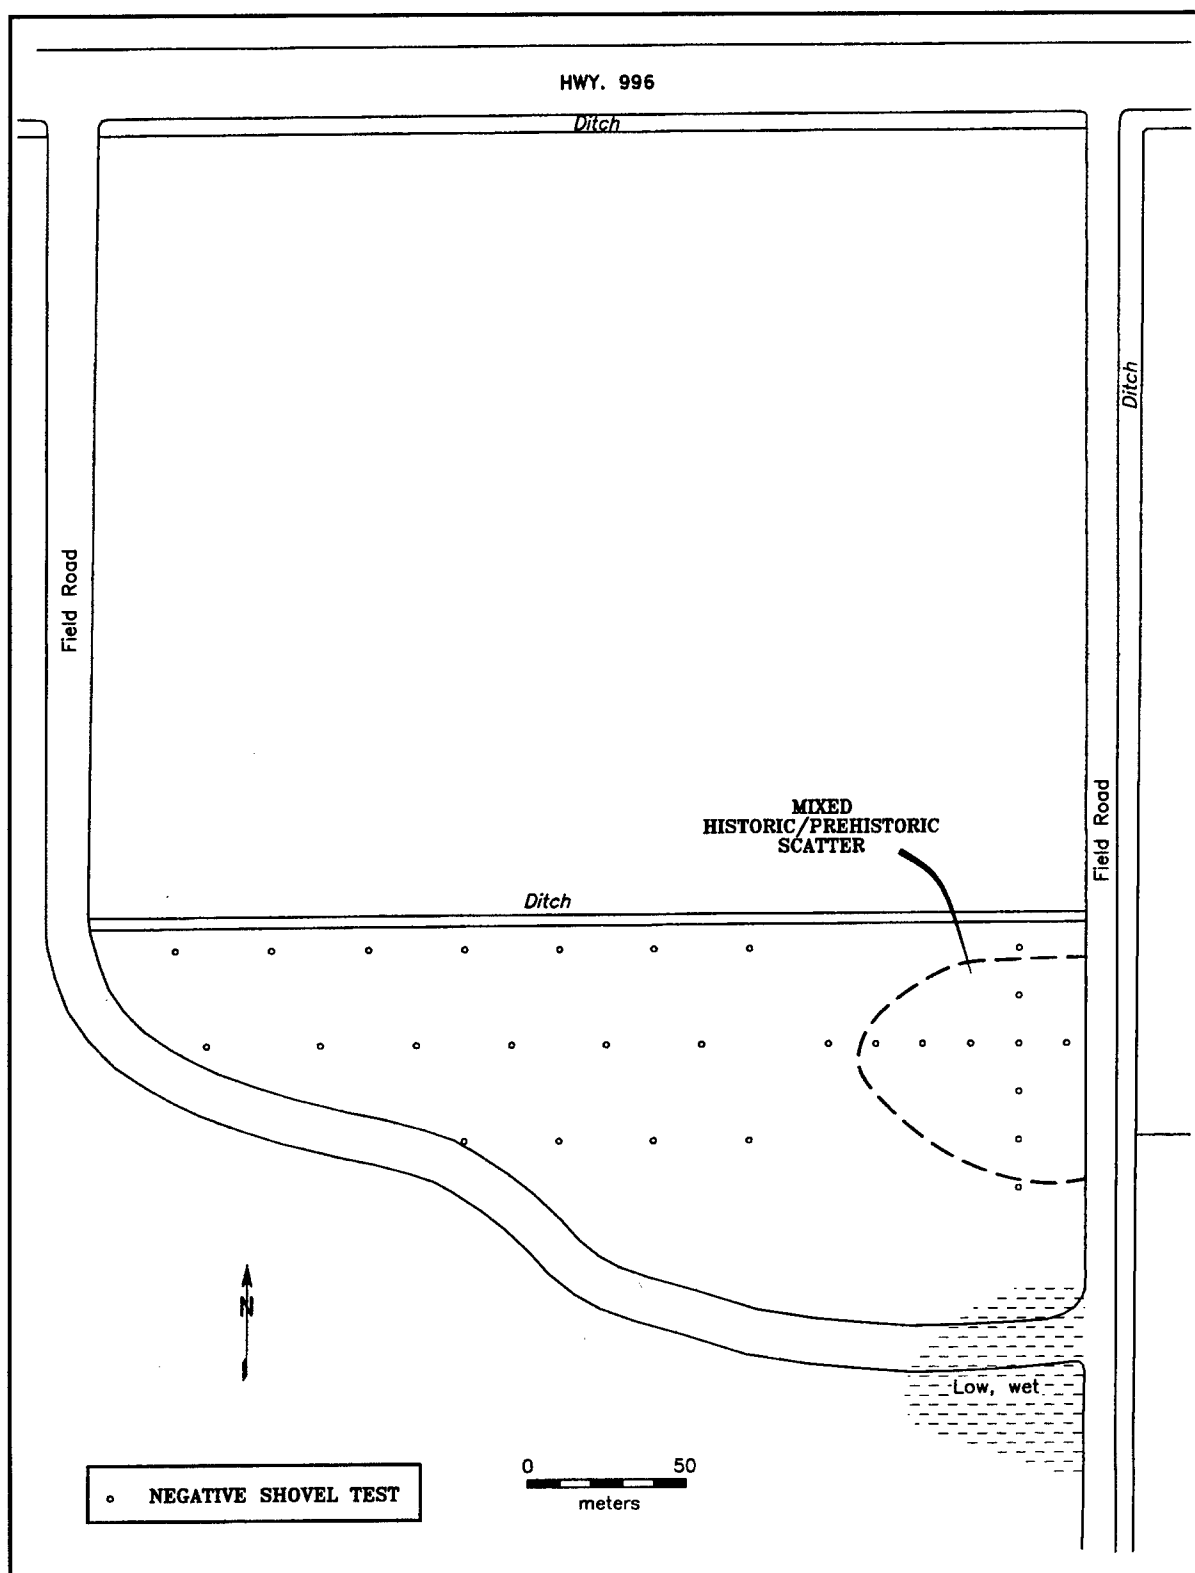 HWY. 996
Ditch
Ditch
Field Road
MIXED
HISTORIC/PREHISTORIC
SCATTER
Field Road
Ditch
N
Low, wet
0 50
meters
NEGATIVE SHOVEL TEST